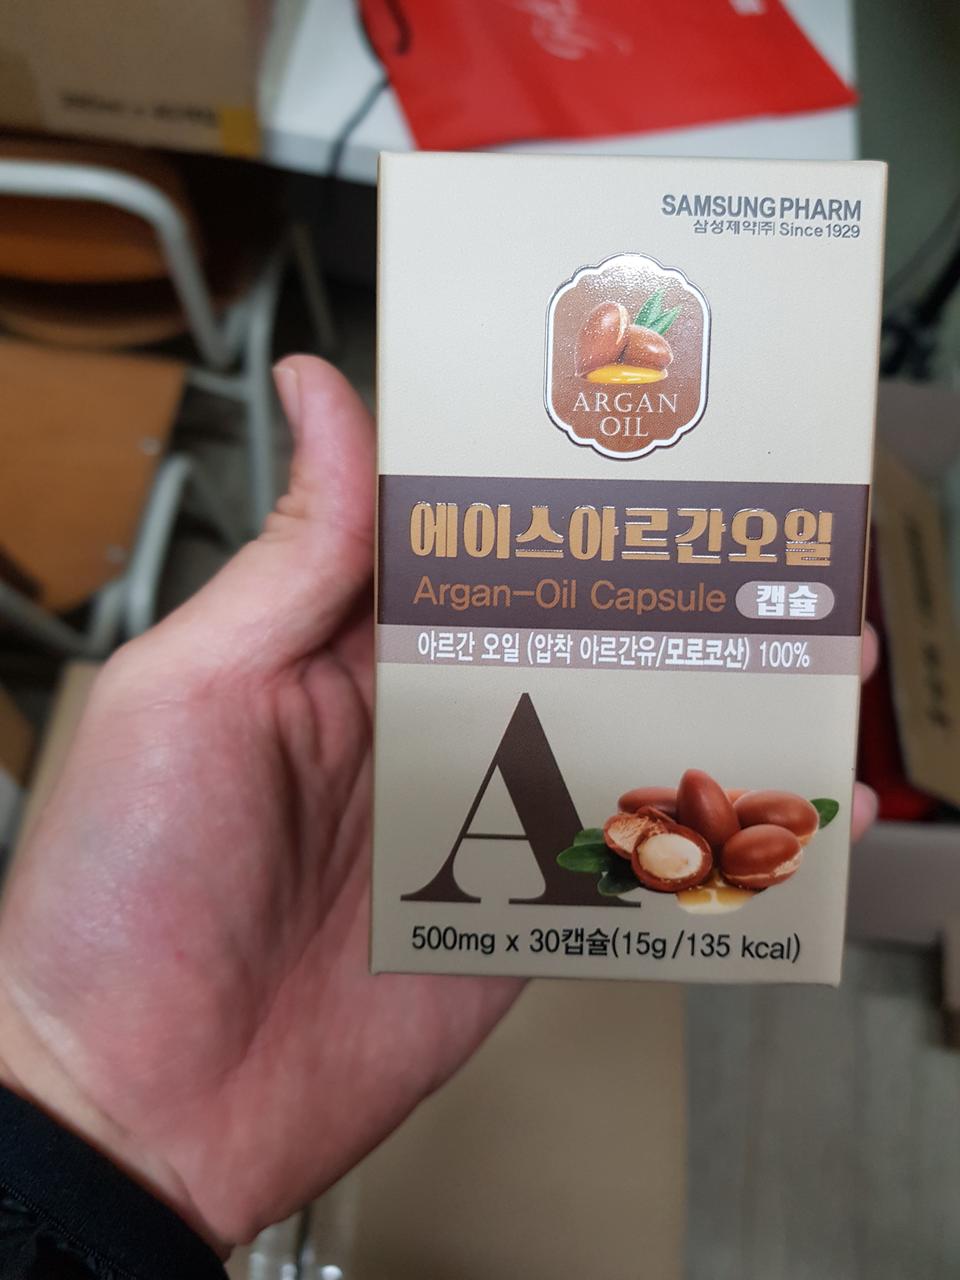 SAMSUNG PHARM
삼성제약㈜ Since 1929
ARGAN
OIL
에이스아르간오일
Argan-Oil Capsule 캡슐
아르간 오일 (압착 아르간유/모로코산) 100%
A
500mg x 30캡슐(15g/135 kcal)